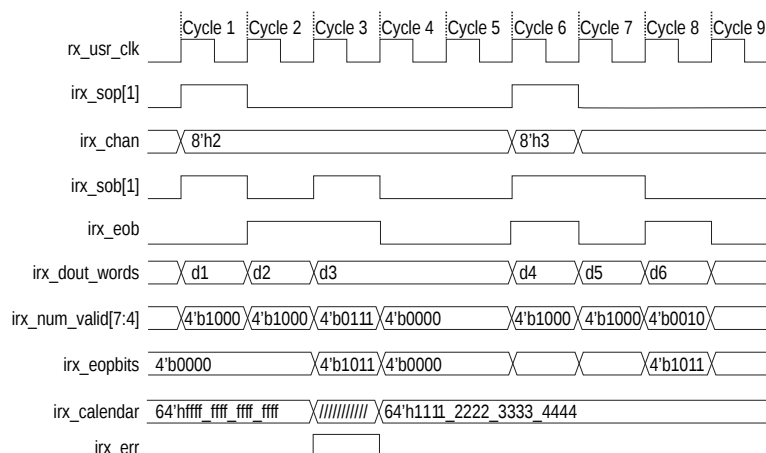 Cycle 1 Cycle 2 Cycle 3 Cycle 4 Cycle 5 Cycle 6 Cycle 7 Cycle 8 Cycle 9
rx_usr_clk
irx_sop[1]
irx_chan 8'h2 8'h3
irx_sob[1]
irx_eob
irx_dout_words d1 d2 d3 d4 d5 d6
irx_num_valid[7:4] 4'b1000 4'b1000 4'b0111 4'b0000 4'b1000 4'b1000 4'b0010
irx_eopbits 4'b0000 4'b1011 4'b0000 4'b1011
irx_calendar 64'hffff_ffff_ffff_ffff /////////// 64'h1111_2222_3333_4444
irx_err